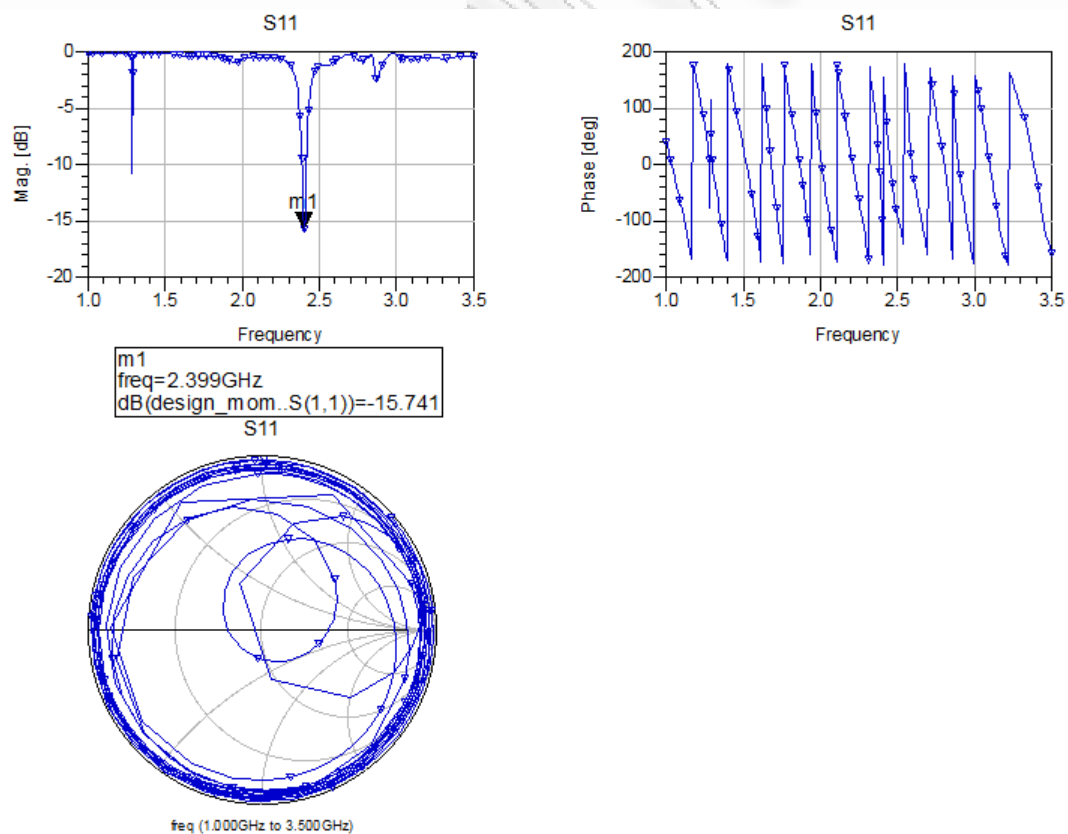 S11
0
-5
-10
-15
-20
Mag. [dB]
m1
1.0 1.5 2.0 2.5 3.0 3.5
Frequency
S11
200
100
0
-100
-200
Phase [deg]
1.0 1.5 2.0 2.5 3.0 3.5
Frequency
m1
freq=2.399GHz
dB(design_mom..S(1,1))=-15.741
S11
freq (1.000GHz to 3.500GHz)